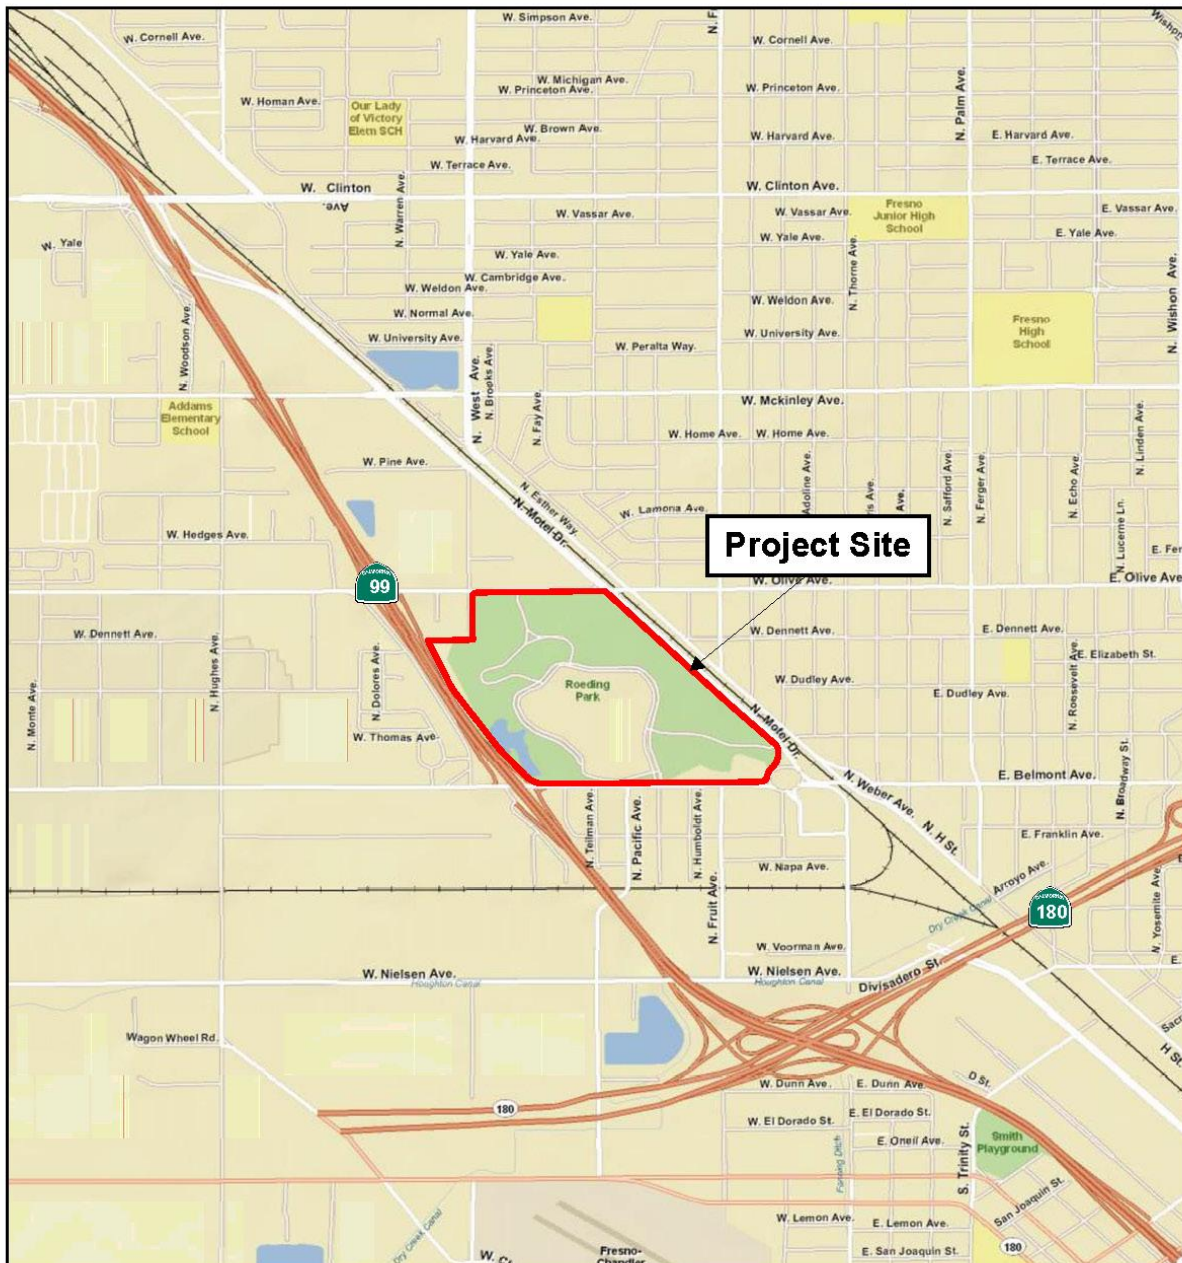 W. Simpson Ave.
W. Cornell Ave.
W. Cornell Ave.
W. Michigan Ave.
W. Princeton Ave.
W. Princeton Ave.
N. Palm Ave.
W. Homan Ave.
Our Lady
of Victory
Elem SCH
W. Brown Ave.
W. Harvard Ave.
W. Harvard Ave.
E. Harvard Ave.
W. Terrace Ave.
E. Terrace Ave.
W. Clinton
Ave.
W. Clinton Ave.
N. Warren Ave.
W. Vassar Ave.
W. Vassar Ave.
Fresno
Junior High
School
E. Vassar Ave.
W. Yale
W. Yale Ave.
W. Yale Ave.
E. Yale Ave.
W. Cambridge Ave.
W. Weldon Ave.
W. Weldon Ave.
N. Thorne Ave.
N. Wishon Ave.
W. Normal Ave.
W. University Ave.
W. University Ave.
Fresno
High
School
N. Woodson Ave.
W. Peralta Way.
N. West Ave.
N. Brooks Ave.
W. Mckinley Ave.
Addams
Elementary
School
N. Fay Ave.
W. Home Ave.
W. Home Ave.
N. Linden Ave.
W. Pine Ave.
N. Esther Way.
N. Motel Dr.
W. Lamona Ave.
Adoline Ave.
ris Ave.
Ave.
N. Safford Ave.
N. Ferger Ave.
N. Echo Ave.
N. Lucerne Ln.
W. Hedges Ave.
Project Site
E. Fer
99
W. Olive Ave.
E. Olive Ave
W. Dennett Ave.
W. Dennett Ave.
E. Dennett Ave.
E. Elizabeth St.
N. Monte Ave.
N. Hughes Ave.
N. Dolores Ave.
Roeding
Park
W. Dudley Ave.
E. Dudley Ave.
N. Roosevelt Ave.
W. Thomas Ave.
N. Motel Dr.
N. Weber Ave.
E. Belmont Ave.
N. Broadway St.
N. Teilman Ave.
N. Pacific Ave.
N. Humboldt Ave.
N. H St.
E. Franklin Ave.
W. Napa Ave.
Arroyo Ave.
N. Fruit Ave.
Dry Creek Canal
180
N. Yosemite Ave.
W. Voorman Ave.
E.
W. Nielsen Ave.
Houghton Canal
W. Nielsen Ave.
Houghton Canal
Divisadero St.
Wagon Wheel Rd.
H St.
D St.
W. Dunn Ave.
E. Dunn Ave.
180
W. El Dorado St.
E. El Dorado St.
E. Oneil Ave.
Fanning Ditch
S. Trinity St.
Smith
Playground
San Joaquin St.
Dry Creek Canal
W. Lemon Ave.
E. Lemon Ave.
180
E. San Joaquin St.
Fresno-
Chandler